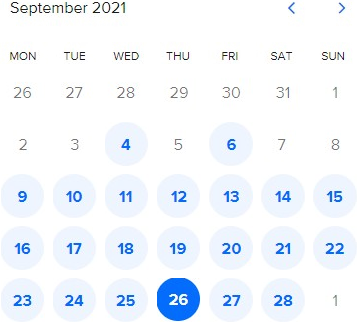 September 2021
MON TUE WED THU FRI SAT SUN
26 27 28 29 30 31 1
2 3 4 5 6 7 8
9 10 11 12 13 14 15
16 17 18 19 20 21 22
23 24 25 26 27 28 1